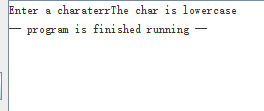 Enter a charaterrThe char is lowercase
-- program is finished running --